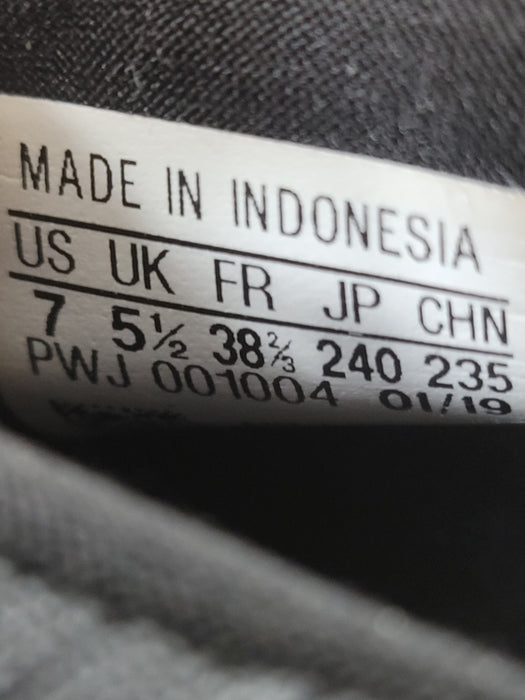 MADE IN INDONESIA
US UK FR JP CHN
7 5½ 38⅔ 240 235
PWJ 001004 01/19